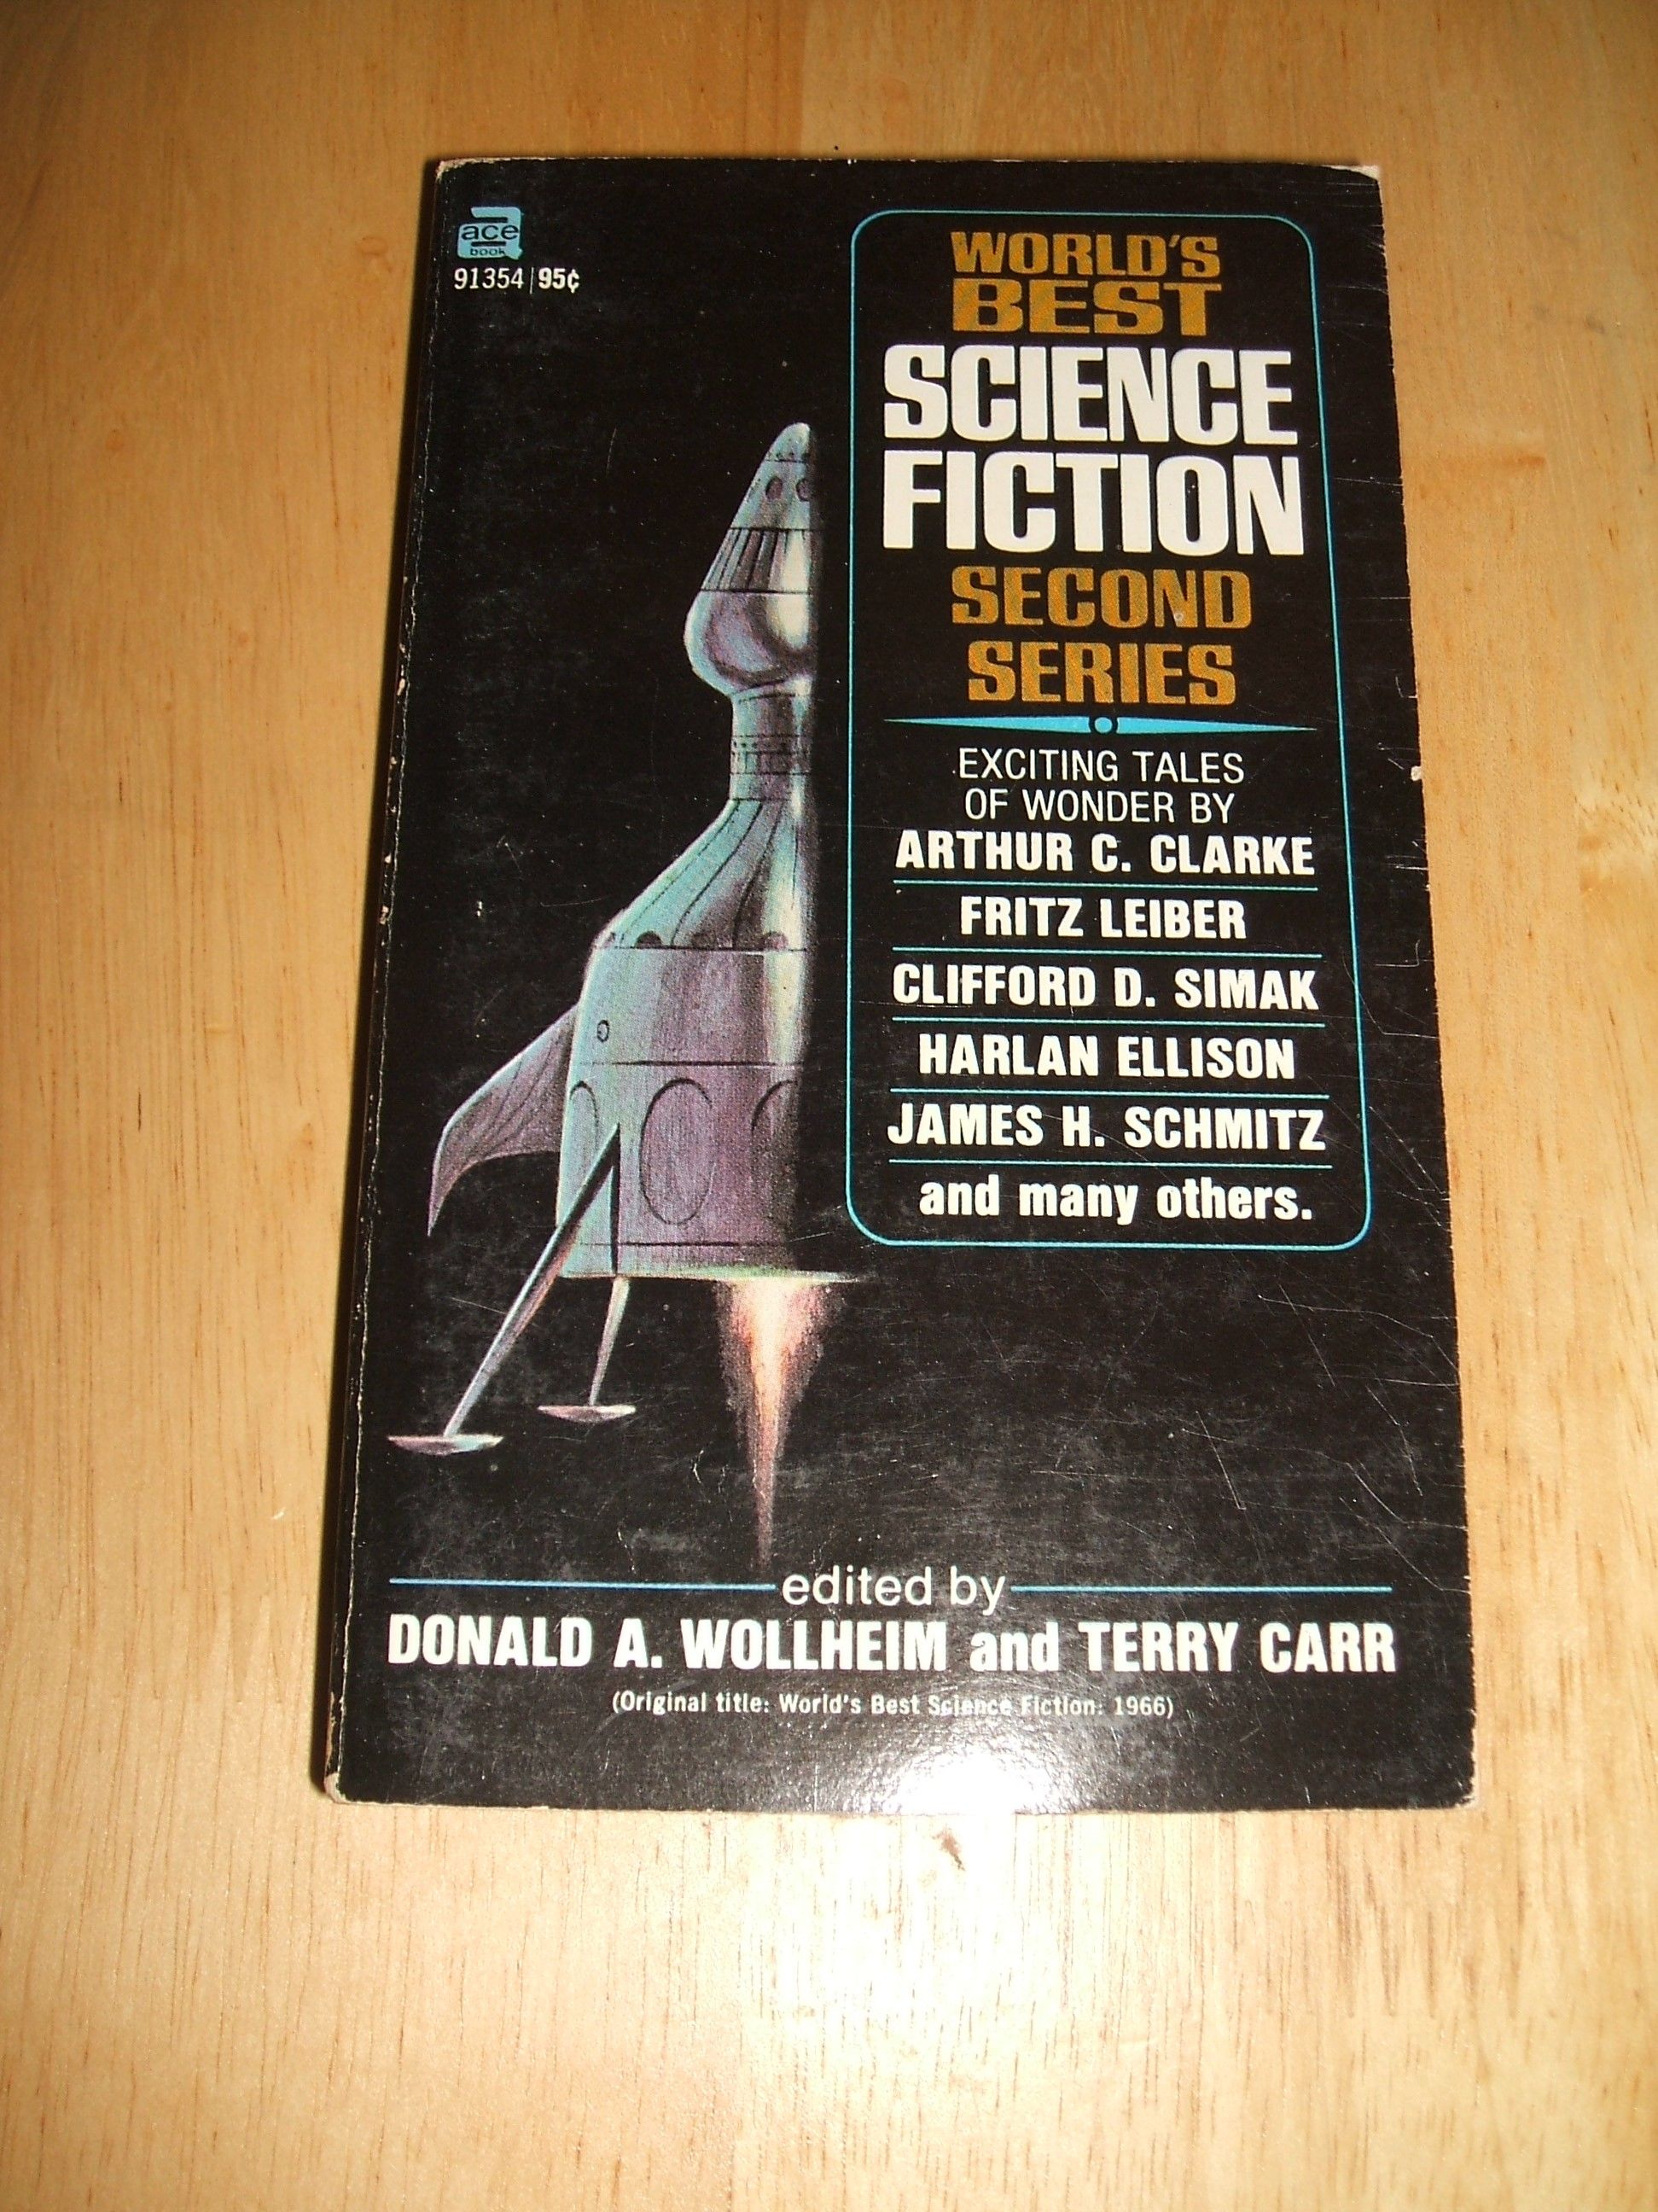 ace
book
91354 | 95¢
WORLD'S
BEST
SCIENCE
FICTION
SECOND
SERIES
EXCITING TALES
OF WONDER BY
ARTHUR C. CLARKE
FRITZ LEIBER
CLIFFORD D. SIMAK
HARLAN ELLISON
JAMES H. SCHMITZ
and many others.
edited by
DONALD A. WOLLHEIM and TERRY CARR
(Original title: World's Best Science Fiction: 1966)